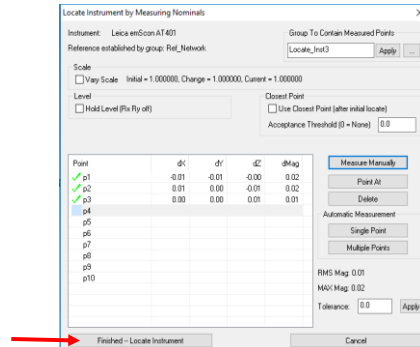 Locate Instrument by Measuring Nominals
Instrument: Leica emScon AT401
Reference established by group: Ref_Network
Group To Contain Measured Points
Locate_Inst3 Apply ...
Scale
Vary Scale Initial = 1.000000, Change = 1.000000, Current = 1.000000
Level
Hold Level (Rx Ry off)
Closest Point
Use Closest Point (after initial locate)
Acceptance Threshold (0 = None) 0.0
Point dX dY dZ dMag
p1 -0.01 -0.01 -0.00 0.02
p2 0.01 0.00 -0.01 0.02
p3 0.00 0.00 0.01 0.01
p4
p5
p6
p7
p8
p9
p10
Measure Manually
Point At
Delete
Automatic Measurement
Single Point
Multiple Points
RMS Mag: 0.01
MAX Mag: 0.02
Tolerance: 0.0 Apply
Finished -- Locate Instrument
Cancel